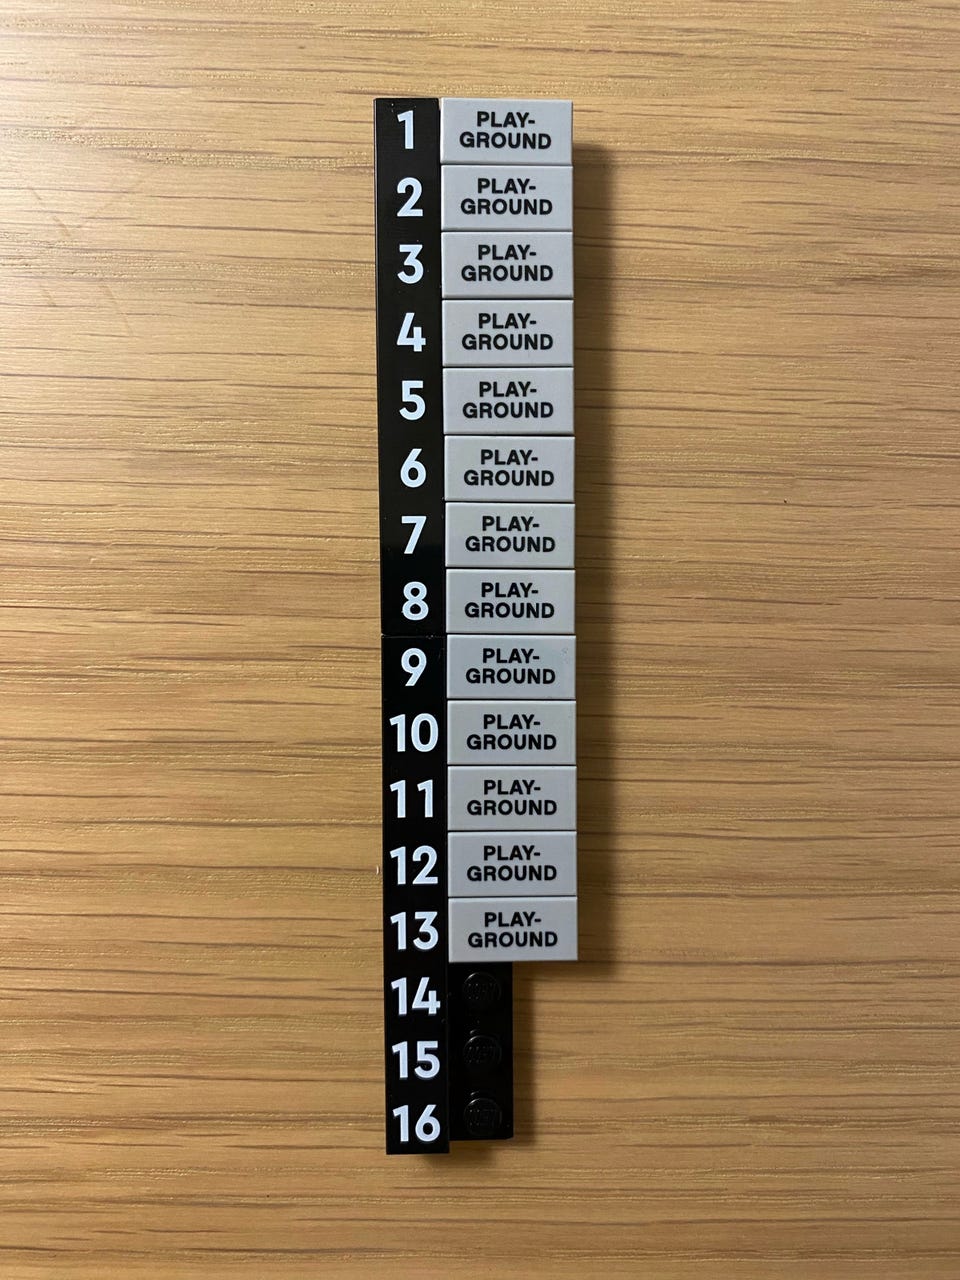 1 PLAY-
GROUND
2 PLAY-
GROUND
3 PLAY-
GROUND
4 PLAY-
GROUND
5 PLAY-
GROUND
6 PLAY-
GROUND
7 PLAY-
GROUND
8 PLAY-
GROUND
9 PLAY-
GROUND
10 PLAY-
GROUND
11 PLAY-
GROUND
12 PLAY-
GROUND
13 PLAY-
GROUND
14
15
16